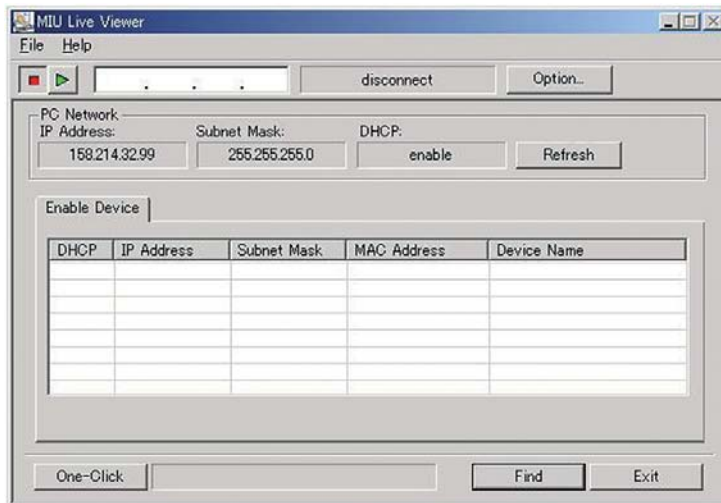 MIU Live Viewer
File Help
. . . disconnect Option...
PC Network
IP Address: Subnet Mask: DHCP:
158.214.32.99 255.255.255.0 enable Refresh
Enable Device
DHCP IP Address Subnet Mask MAC Address Device Name
One-Click Find Exit